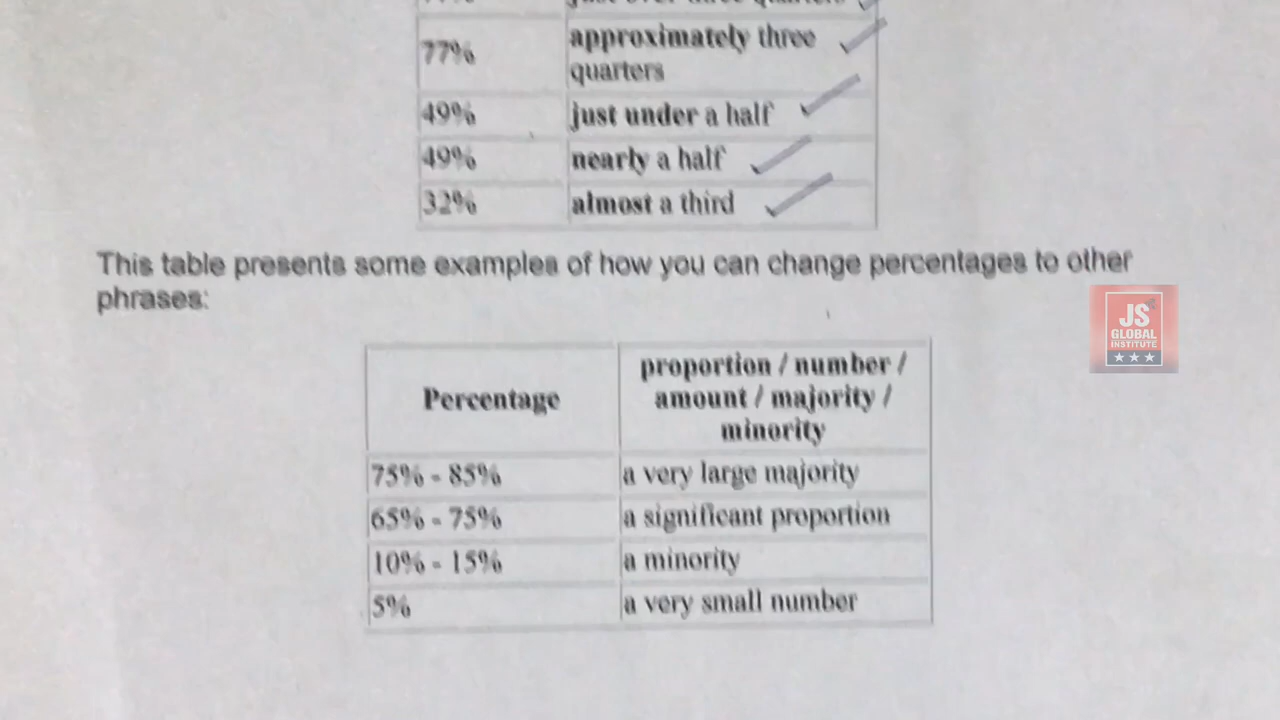 77%
approximately three
quarters
49%
just under a half
49%
nearly a half
32%
almost a third
This table presents some examples of how you can change percentages to other
phrases:
Percentage
proportion / number /
amount / majority /
minority
75% - 85%
a very large majority
65% - 75%
a significant proportion
10% - 15%
a minority
5%
a very small number
JS
GLOBAL
INSTITUTE